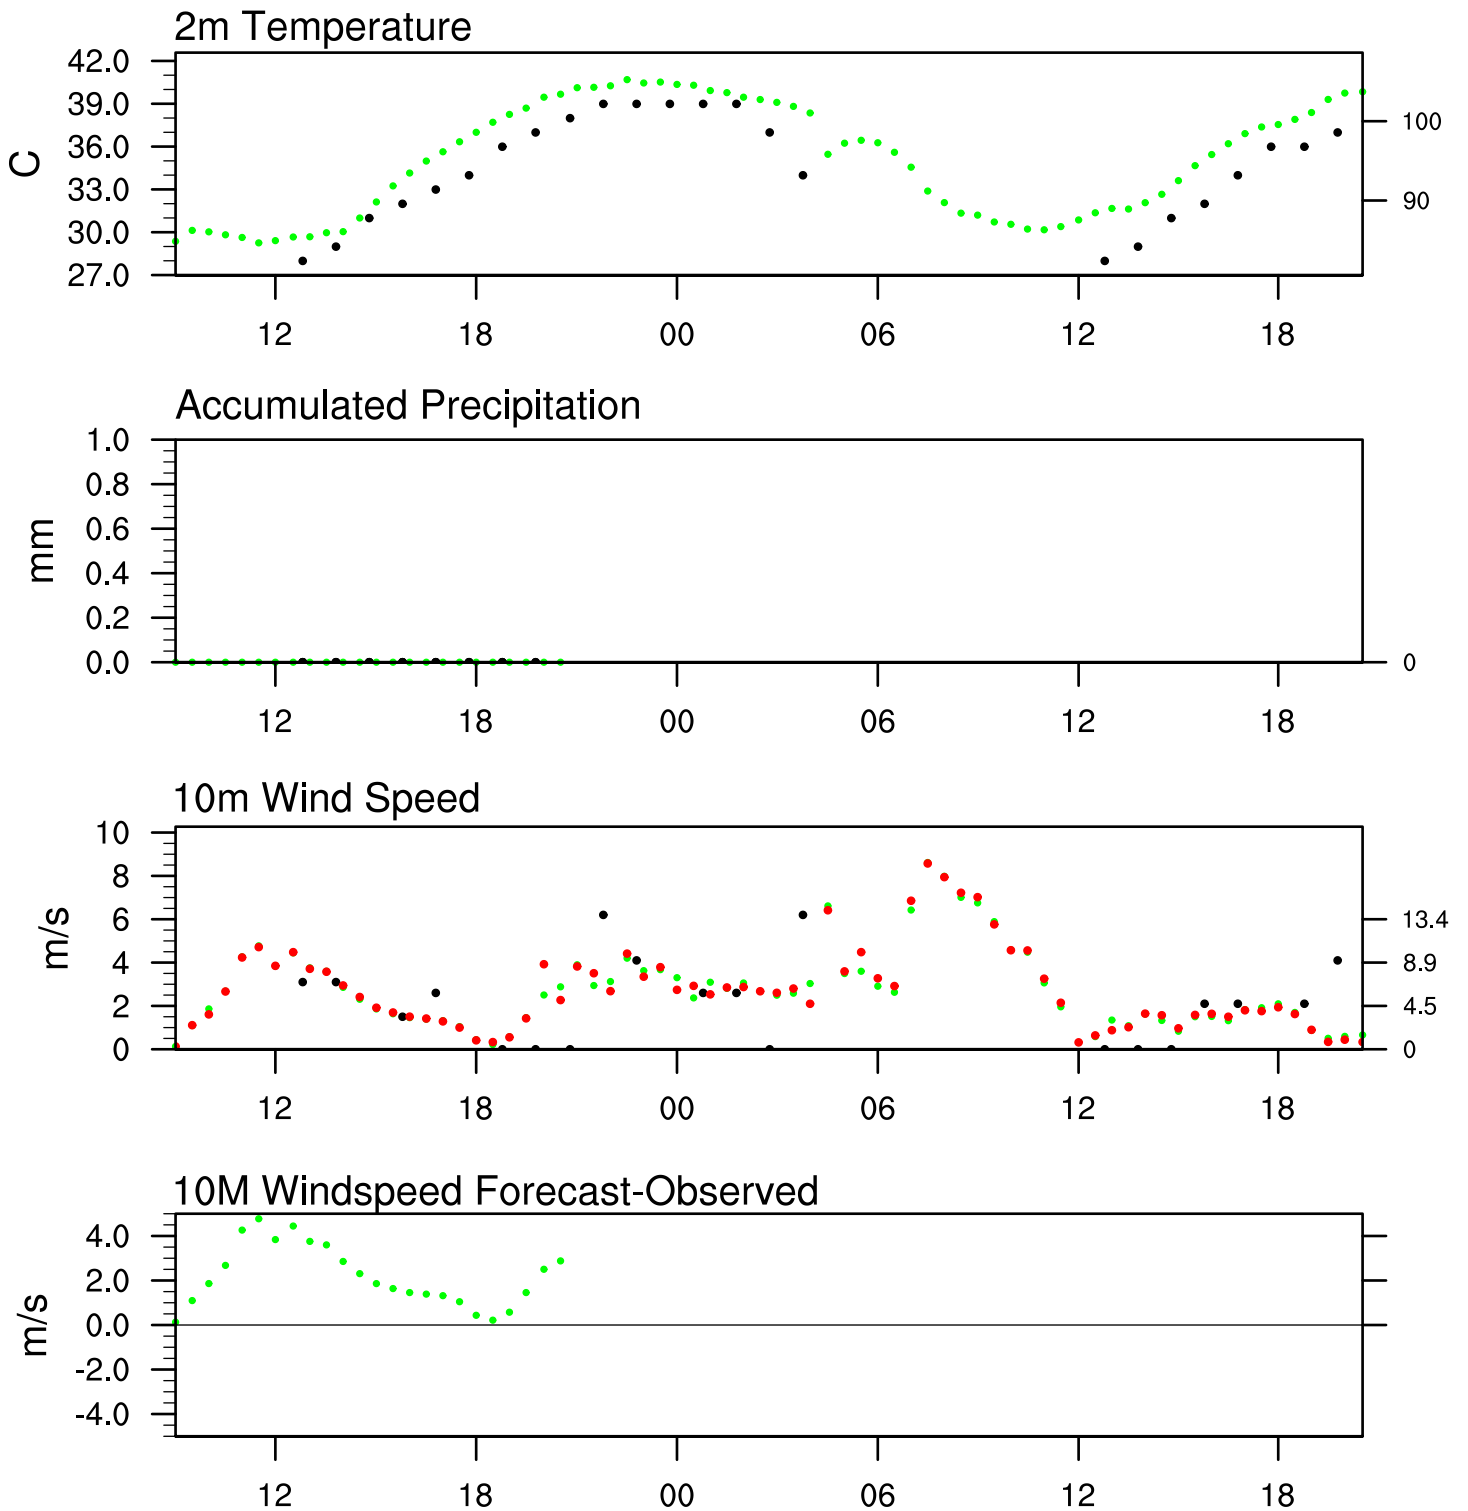 2m Temperature
42.0
39.0
36.0
33.0
30.0
27.0
C
100
90
12 18 00 06 12 18
Accumulated Precipitation
1.0
0.8
0.6
0.4
0.2
0.0
mm
0
12 18 00 06 12 18
10m Wind Speed
10
8
6
4
2
0
m/s
13.4
8.9
4.5
0
12 18 00 06 12 18
10M Windspeed Forecast-Observed
4.0
2.0
0.0
-2.0
-4.0
m/s
12 18 00 06 12 18